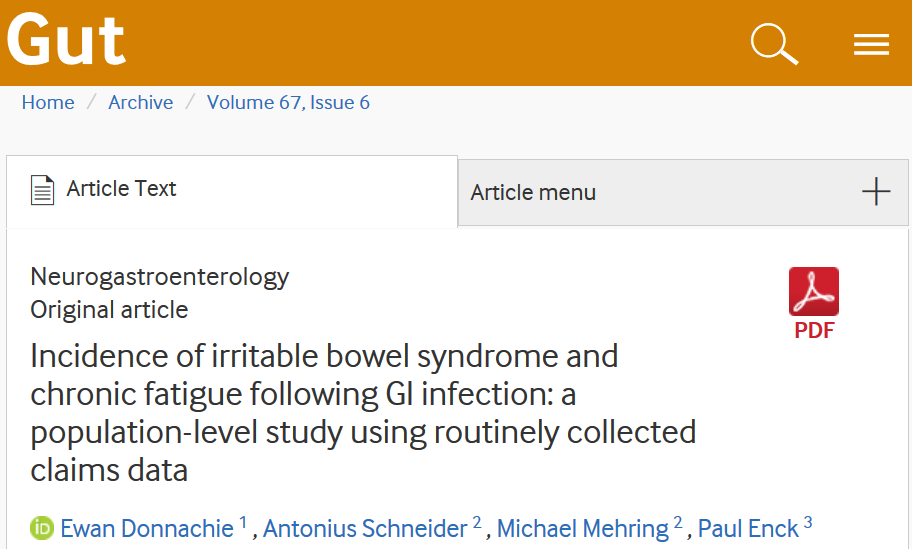 Gut
Home / Archive / Volume 67, Issue 6
Article Text
Article menu
Neurogastroenterology
Original article
PDF
Incidence of irritable bowel syndrome and
chronic fatigue following GI infection: a
population-level study using routinely collected
claims data
iD Ewan Donnachie 1, Antonius Schneider 2, Michael Mehring 2, Paul Enck 3